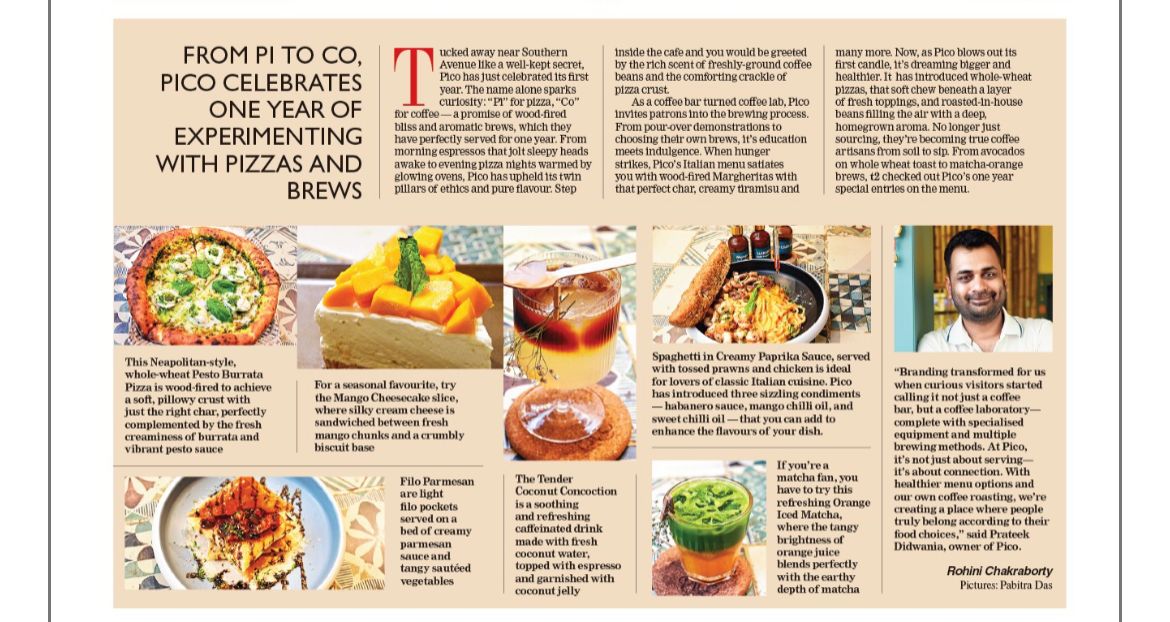 FROM PI TO CO,
PICO CELEBRATES
ONE YEAR OF
EXPERIMENTING
WITH PIZZAS AND
BREWS
Tucked away near Southern
Avenue like a well-kept secret,
Pico has just celebrated its first
year. The name alone sparks
curiosity: “PI” for pizza, “Co”
for coffee — a promise of wood-fired
bliss and aromatic brews, which they
have perfectly served for one year. From
morning espressos that jolt sleepy heads
awake to evening pizza nights warmed by
glowing ovens, Pico has upheld its twin
pillars of ethics and pure flavour. Step
inside the cafe and you would be greeted
by the rich scent of freshly-ground coffee
beans and the comforting crackle of
pizza crust.
As a coffee bar turned coffee lab, Pico
invites patrons into the brewing process.
From pour-over demonstrations to
choosing their own brews, it’s education
meets indulgence. When hunger
strikes, Pico’s Italian menu satiates
you with wood-fired Margheritas with
that perfect char, creamy tiramisu and
many more. Now, as Pico blows out its
first candle, it’s dreaming bigger and
healthier. It has introduced whole-wheat
pizzas, that soft chew beneath a layer
of fresh toppings, and roasted-in-house
beans filling the air with a deep,
homegrown aroma. No longer just
sourcing, they’re becoming true coffee
artisans from soil to sip. From avocados
on whole wheat toast to matcha-orange
brews, t2 checked out Pico’s one year
special entries on the menu.
This Neapolitan-style,
whole-wheat Pesto Burrata
Pizza is wood-fired to achieve
a soft, pillowy crust with
just the right char, perfectly
complemented by the fresh
creaminess of burrata and
vibrant pesto sauce
For a seasonal favourite, try
the Mango Cheesecake slice,
where silky cream cheese is
sandwiched between fresh
mango chunks and a crumbly
biscuit base
Filo Parmesan
are light
filo pockets
served on a
bed of creamy
parmesan
sauce and
tangy sautéed
vegetables
The Tender
Coconut Concoction
is a soothing
and refreshing
caffeinated drink
made with fresh
coconut water,
topped with espresso
and garnished with
coconut jelly
Spaghetti in Creamy Paprika Sauce, served
with tossed prawns and chicken is ideal
for lovers of classic Italian cuisine. Pico
has introduced three sizzling condiments
— habanero sauce, mango chilli oil, and
sweet chilli oil — that you can add to
enhance the flavours of your dish.
If you’re a
matcha fan, you
have to try this
refreshing Orange
Iced Matcha,
where the tangy
brightness of
orange juice
blends perfectly
with the earthy
depth of matcha
“Branding transformed for us
when curious visitors started
calling it not just a coffee
bar, but a coffee laboratory—
complete with specialised
equipment and multiple
brewing methods. At Pico,
it’s not just about serving—
it’s about connection. With
healthier menu options and
our own coffee roasting, we’re
creating a place where people
truly belong according to their
food choices,” said Prateek
Didwania, owner of Pico.
Rohini Chakraborty
Pictures: Pabitra Das